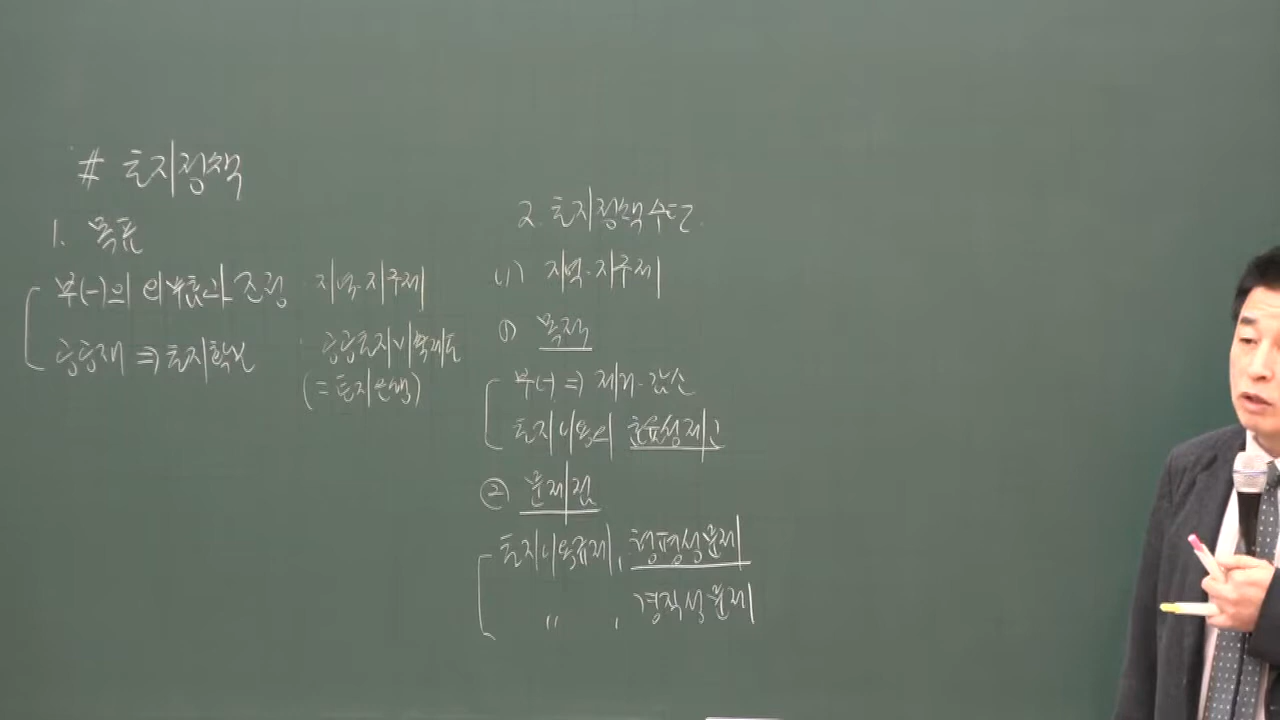 # 토지정책
1. 목표
부(-)의 외부효과 조정 · 지역·지구제
공공재 ⇒ 토지확보 · 공공토지비축제도
(=토지은행)
2. 토지정책 수단
(1) 지역·지구제
① 목적
부(-) ⇒ 제거·감소
토지이용의 효율성제고
② 문제점
토지이용규제, 형평성문제
〃 , 경직성문제